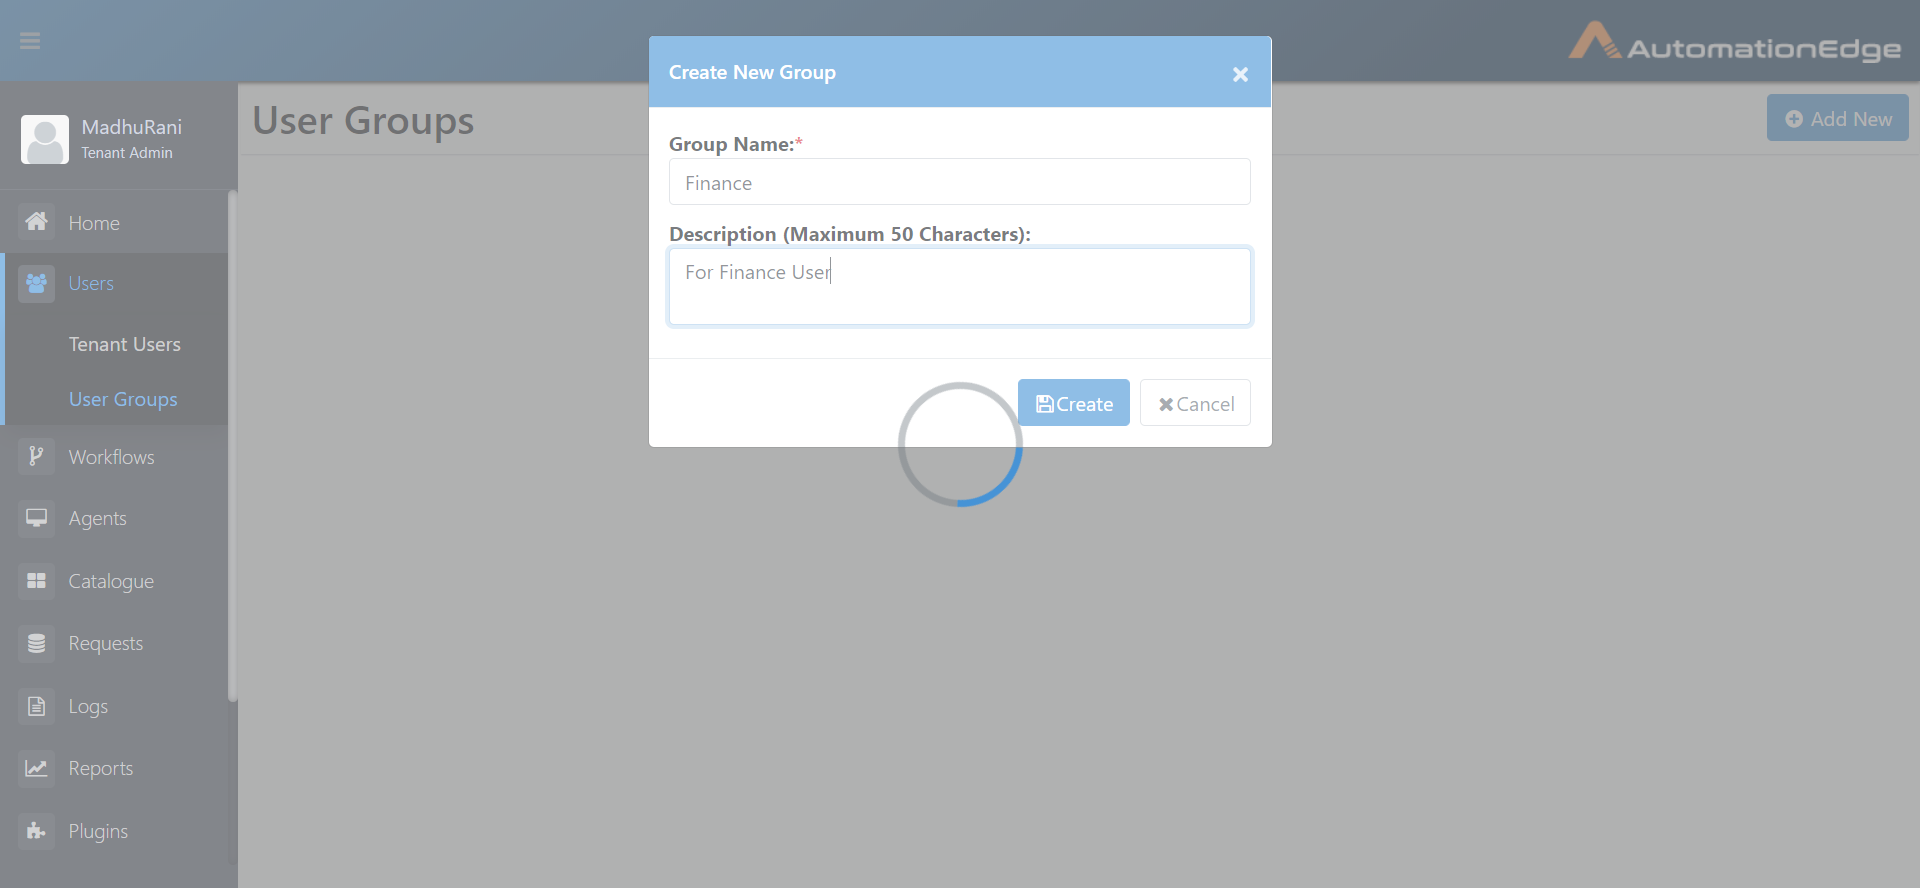 AutomationEdge
MadhuRani
Tenant Admin
Home
Users
Tenant Users
User Groups
Workflows
Agents
Catalogue
Requests
Logs
Reports
Plugins
User Groups
Add New
Create New Group
Group Name:*
Finance
Description (Maximum 50 Characters):
For Finance User
Create
Cancel